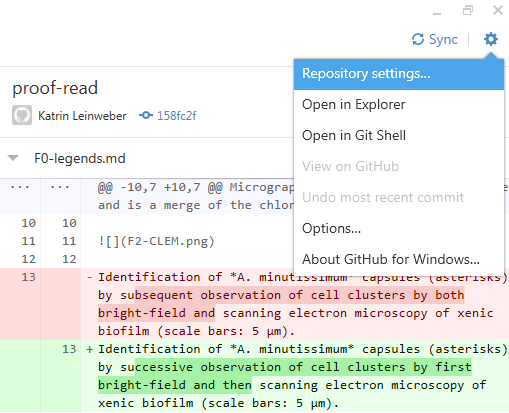 Sync
Repository settings...
Open in Explorer
Open in Git Shell
View on GitHub
Undo most recent commit
Options...
About GitHub for Windows...
proof-read
Katrin Leinweber 158fc2f
F0-legends.md
... ... @@ -10,7 +10,7 @@ Microgra
and is a merge of the chlor
10 10
11 11 ![](F2-CLEM.png)
12 12
13 - Identification of *A. minutissimum* capsules (asterisks)
by subsequent observation of cell clusters by both
bright-field and scanning electron microscopy of xenic
biofilm (scale bars: 5 µm).
13 + Identification of *A. minutissimum* capsules (asterisks)
by successive observation of cell clusters by first
bright-field and then scanning electron microscopy of
xenic biofilm (scale bars: 5 µm).